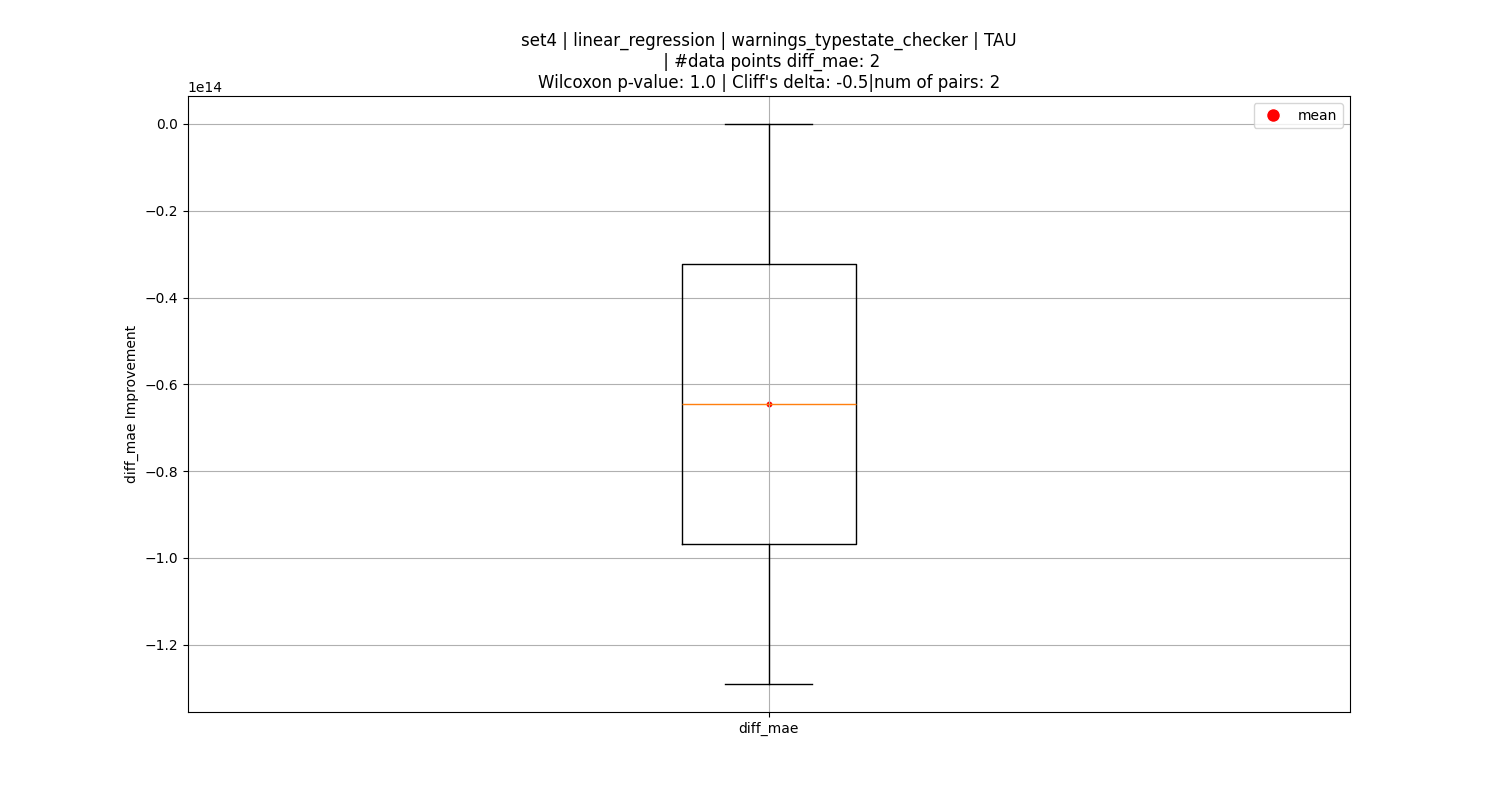 set4 | linear_regression | warnings_typestate_checker | TAU
| #data points diff_mae: 2
Wilcoxon p-value: 1.0 | Cliff's delta: -0.5|num of pairs: 2
1e14
mean
0.0
−0.2
−0.4
−0.6
−0.8
−1.0
−1.2
diff_mae Improvement
diff_mae